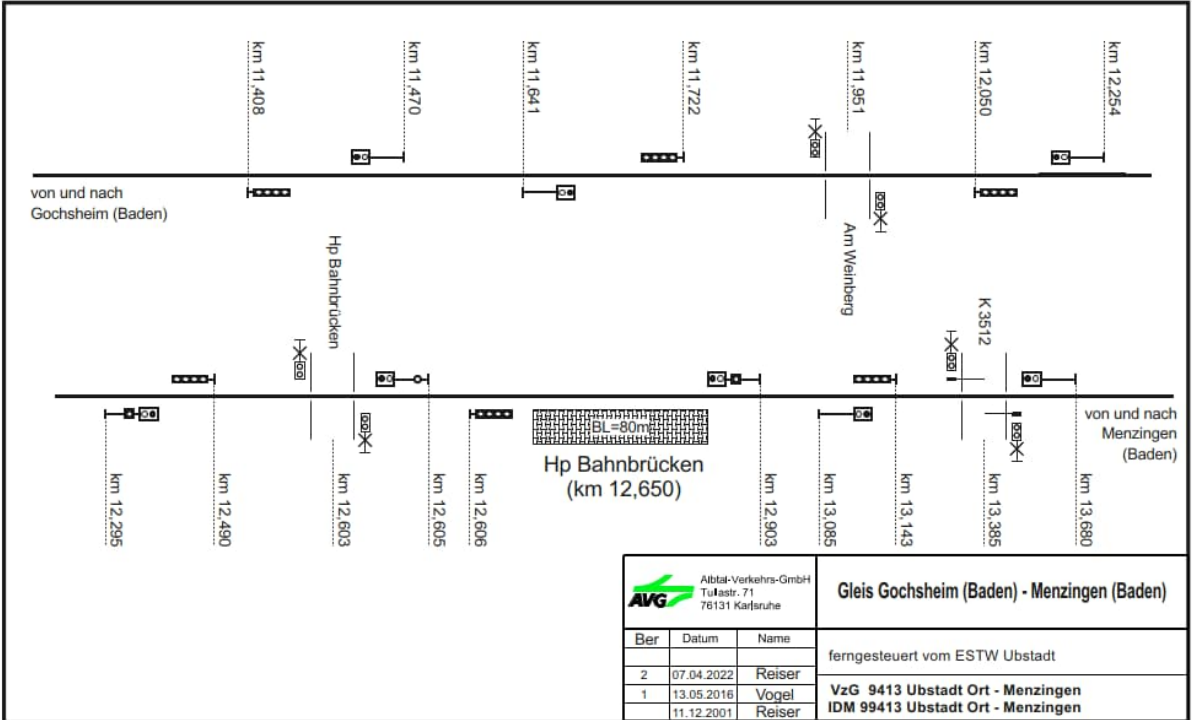 km 11,408
km 11,470
km 11,641
km 11,722
km 11,951
km 12,050
km 12,254
von und nach
Gochsheim (Baden)
Am Weinberg
Hp Bahnbrücken
K 3512
BL=80m
Hp Bahnbrücken
(km 12,650)
von und nach
Menzingen
(Baden)
km 12,295
km 12,490
km 12,603
km 12,605
km 12,606
km 12,903
km 13,085
km 13,143
km 13,385
km 13,680
AVG
Albtal-Verkehrs-GmbH
Tullastr. 71
76131 Karlsruhe
Gleis Gochsheim (Baden) - Menzingen (Baden)
Ber Datum Name
2 07.04.2022 Reiser
1 13.05.2016 Vogel
11.12.2001 Reiser
ferngesteuert vom ESTW Ubstadt
VzG 9413 Ubstadt Ort - Menzingen
IDM 99413 Ubstadt Ort - Menzingen